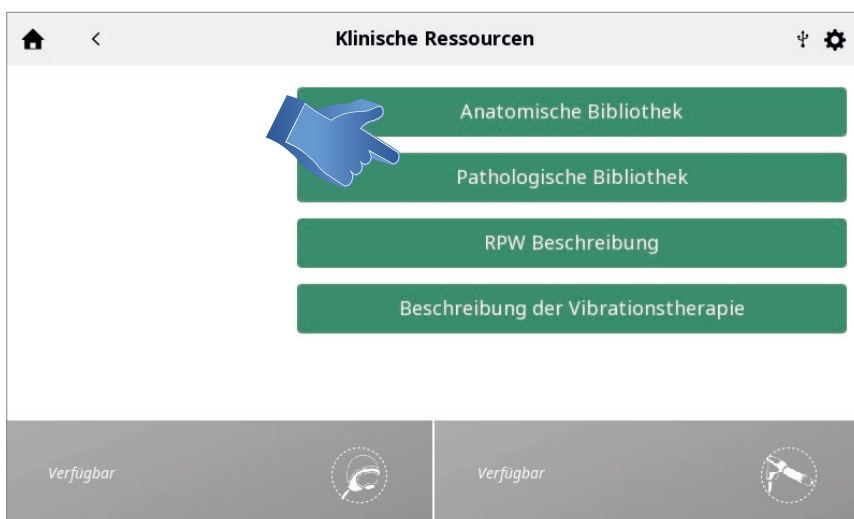 Klinische Ressourcen
Anatomische Bibliothek
Pathologische Bibliothek
RPW Beschreibung
Beschreibung der Vibrationstherapie
Verfügbar
Verfügbar